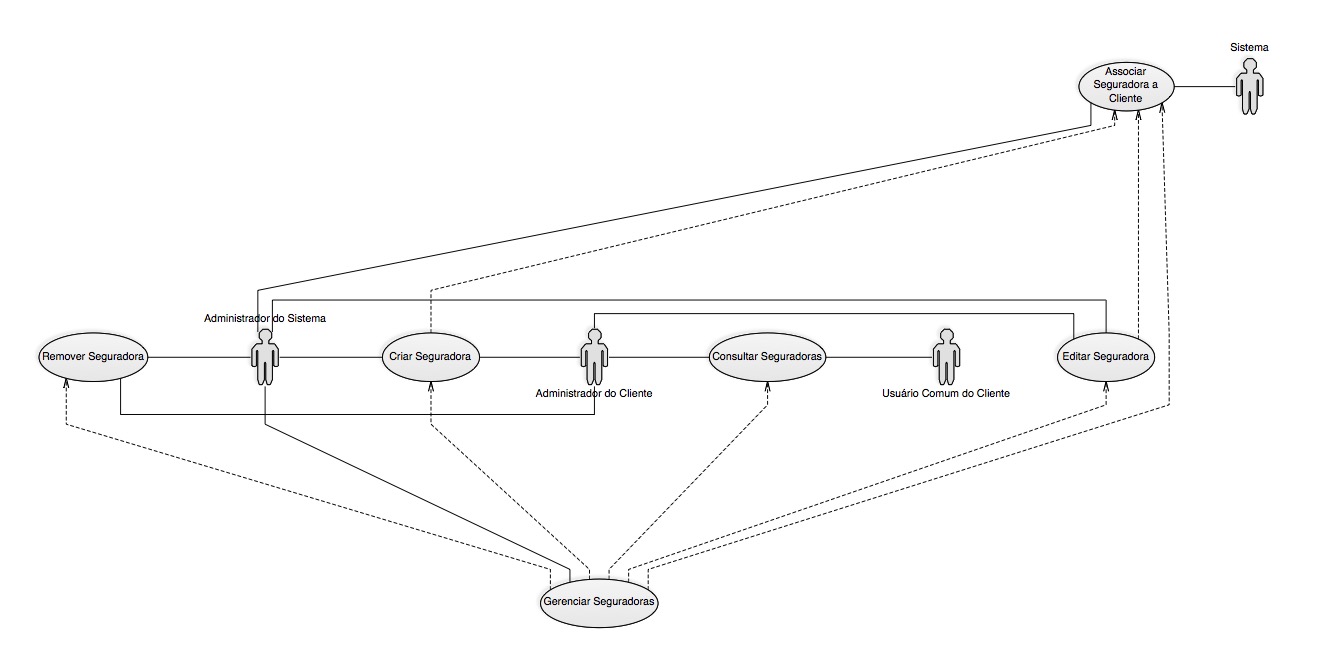 Sistema
Associar
Seguradora a
Cliente
Administrador do Sistema
Remover Seguradora
Criar Seguradora
Consultar Seguradoras
Editar Seguradora
Administrador do Cliente
Usuário Comum do Cliente
Gerenciar Seguradoras